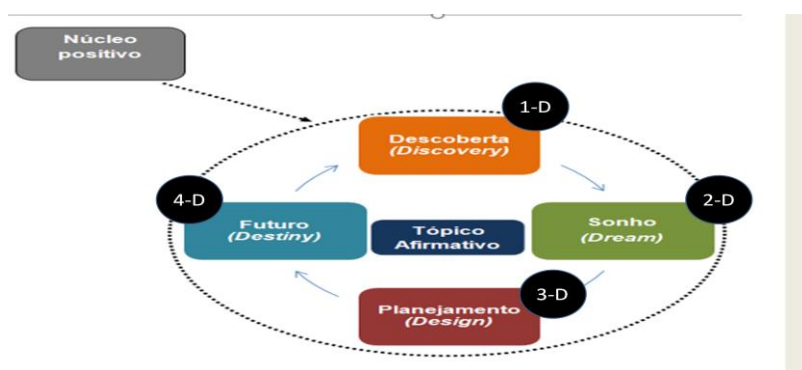 Núcleo
positivo
1-D
Descoberta
(Discovery)
4-D
2-D
Futuro
(Destiny)
Tópico
Afirmativo
Sonho
(Dream)
3-D
Planejamento
(Design)